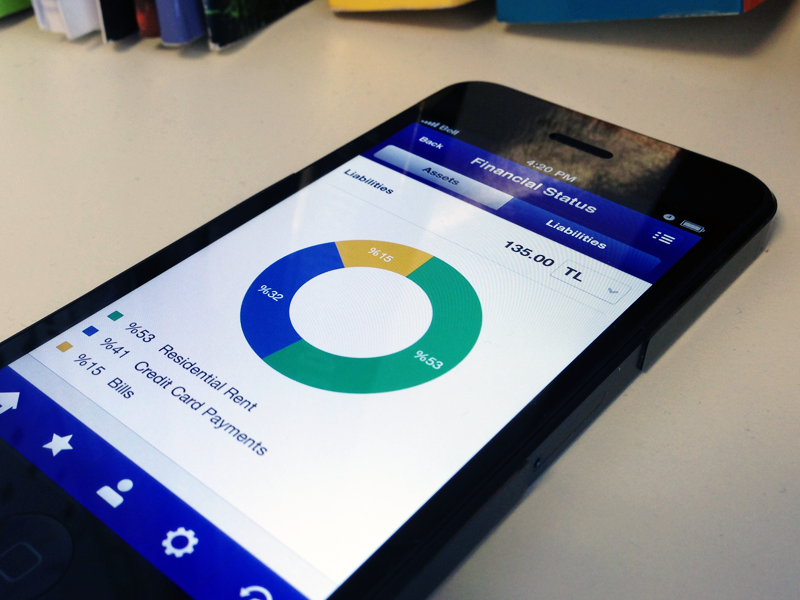 Bell
4:20 PM
Back
Financial Status
Assets
Liabilities
Liabilities
135.00 TL
%15
%32
%53
%53 Residential Rent
%41 Credit Card Payments
%15 Bills